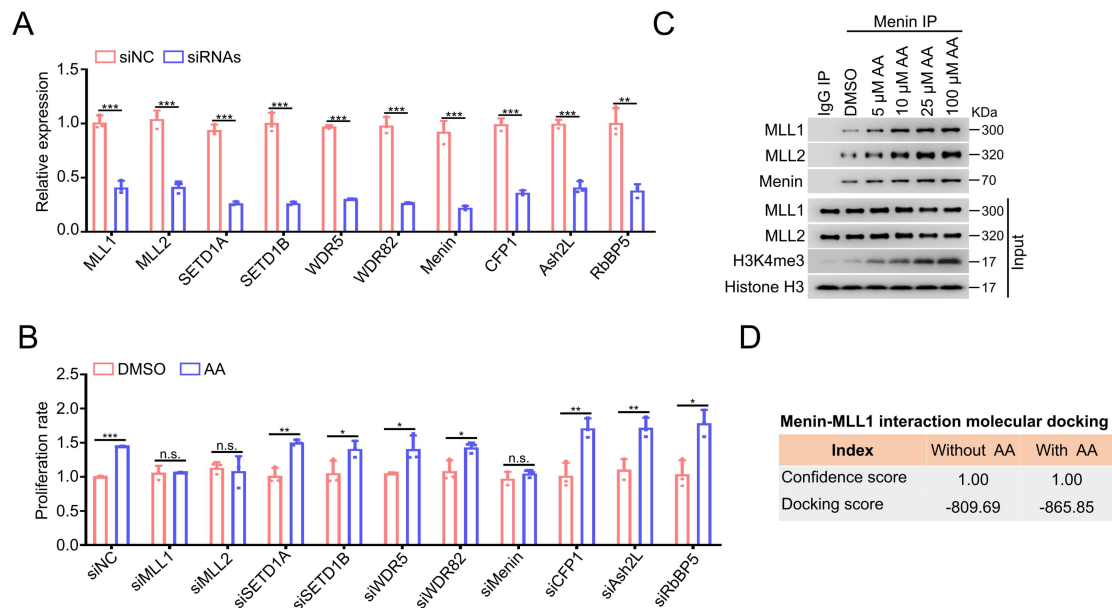 A
siNC siRNAs
Relative expression
1.5
1.0
0.5
0.0
*** *** *** *** *** *** *** *** *** **
MLL1 MLL2 SETD1A SETD1B WDR5 WDR82 Menin CFP1 Ash2L RbBP5
B
DMSO AA
Proliferation rate
2.5
2.0
1.5
1.0
0.5
0.0
*** n.s. n.s. ** * * * n.s. ** ** *
siNC siMLL1 siMLL2 siSETD1A siSETD1B siWDR5 siWDR82 siMenin siCFP1 siAsh2L siRbBP5
C
Menin IP
IgG IP DMSO 5 µM AA 10 µM AA 25 µM AA 100 µM AA KDa
MLL1 300
MLL2 320
Menin 70
MLL1 300
MLL2 320
H3K4me3 17
Histone H3 17
Input
D
Menin-MLL1 interaction molecular docking
Index Without AA With AA
Confidence score 1.00 1.00
Docking score -809.69 -865.85